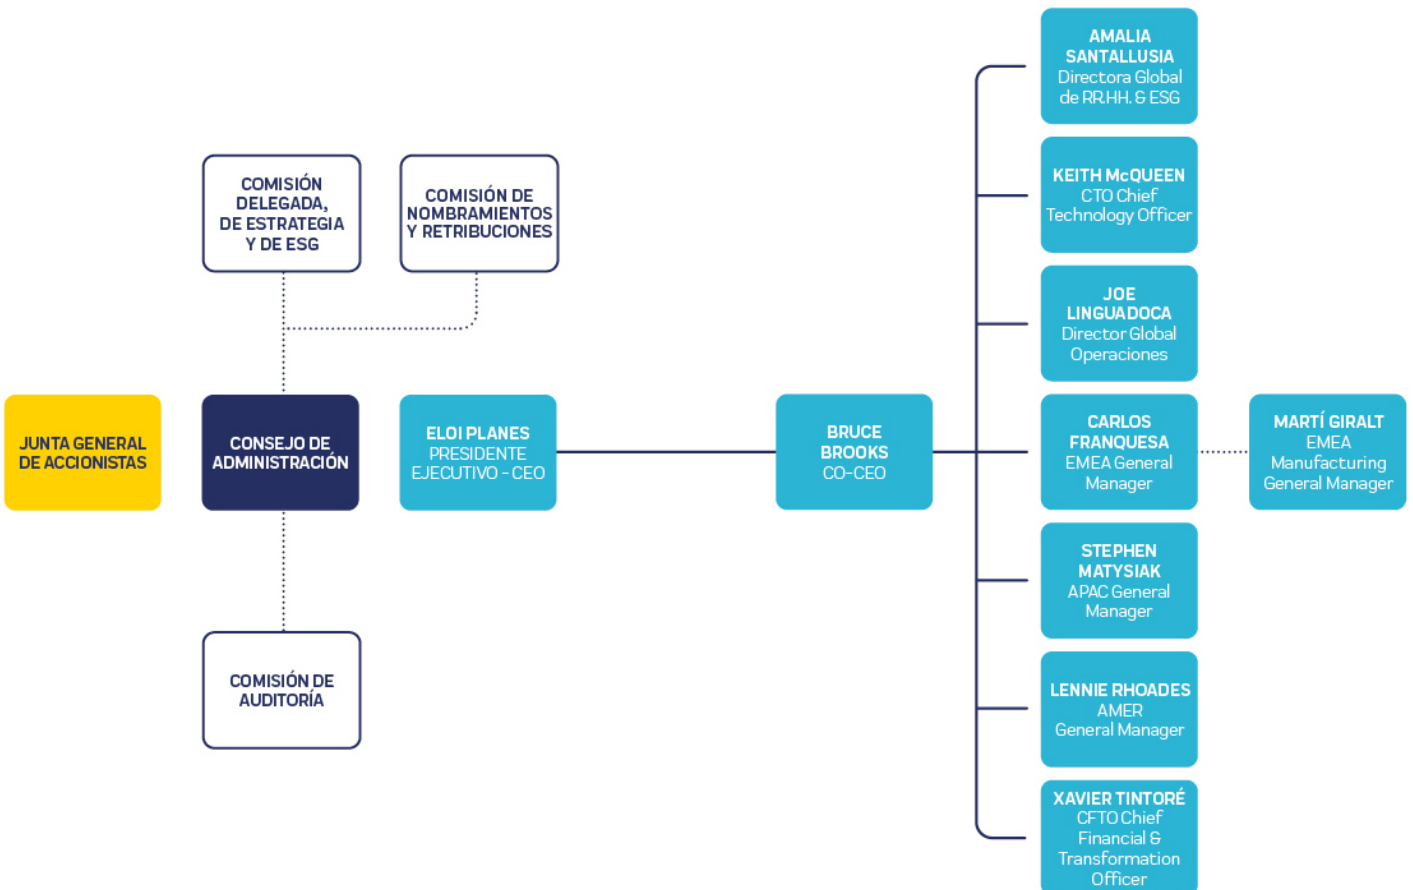 JUNTA GENERAL
DE ACCIONISTAS
COMISIÓN
DELEGADA,
DE ESTRATEGIA
Y DE ESG
COMISIÓN DE
NOMBRAMIENTOS
Y RETRIBUCIONES
CONSEJO DE
ADMINISTRACIÓN
COMISIÓN DE
AUDITORÍA
ELOI PLANES
PRESIDENTE
EJECUTIVO - CEO
BRUCE
BROOKS
CO-CEO
AMALIA
SANTALLUSIA
Directora Global
de RR.HH. & ESG
KEITH McQUEEN
CTO Chief
Technology Officer
JOE
LINGUADOCA
Director Global
Operaciones
CARLOS
FRANQUESA
EMEA General
Manager
MARTÍ GIRALT
EMEA
Manufacturing
General Manager
STEPHEN
MATYSIAK
APAC General
Manager
LENNIE RHOADES
AMER
General Manager
XAVIER TINTORÉ
CFTO Chief
Financial &
Transformation
Officer